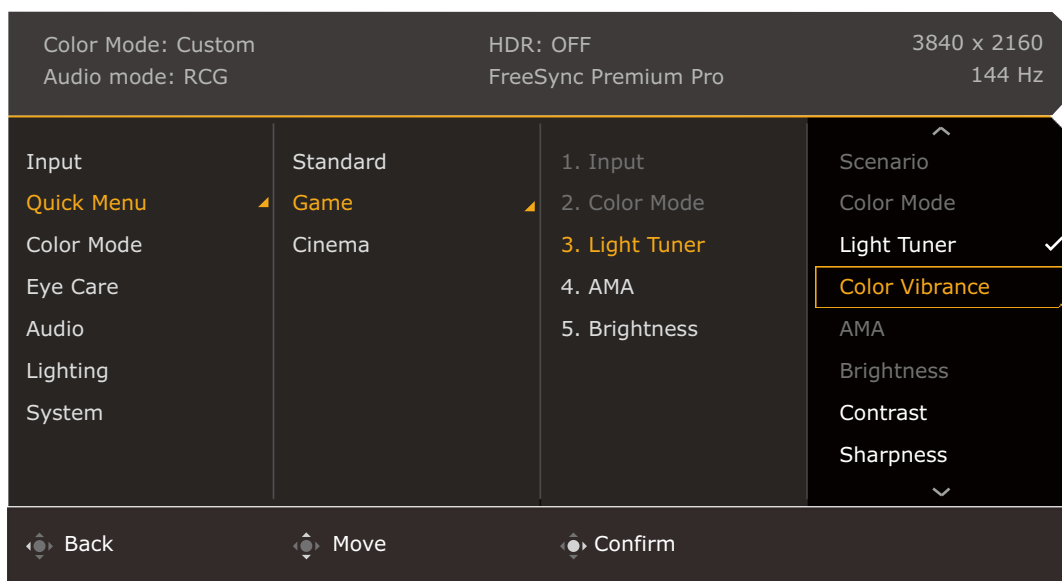 Color Mode: Custom
Audio mode: RCG
HDR: OFF
FreeSync Premium Pro
3840 x 2160
144 Hz
Input
Quick Menu
Color Mode
Eye Care
Audio
Lighting
System
Standard
Game
Cinema
1. Input
2. Color Mode
3. Light Tuner
4. AMA
5. Brightness
Scenario
Color Mode
Light Tuner
Color Vibrance
AMA
Brightness
Contrast
Sharpness
Back
Move
Confirm